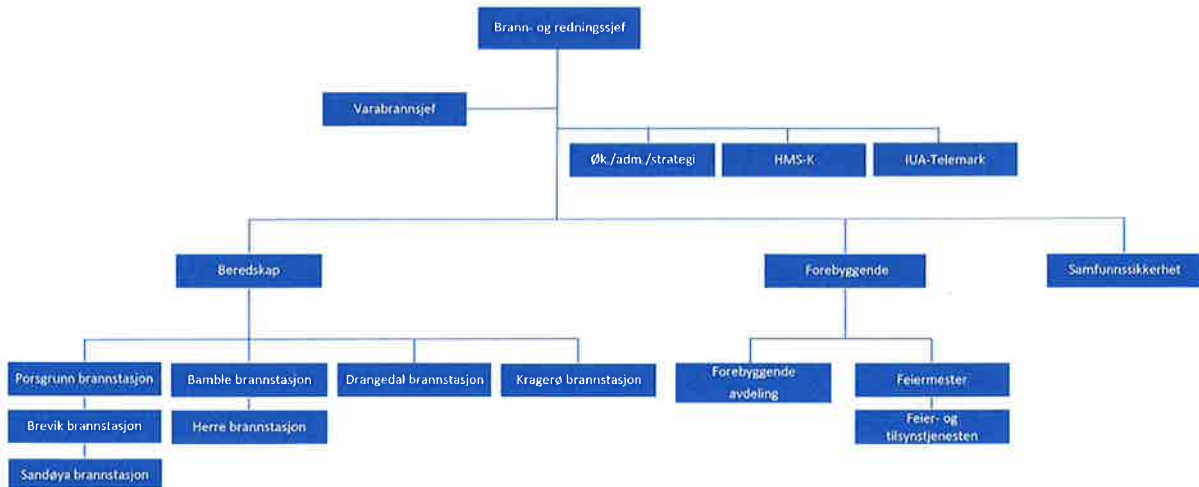 Brann- og redningssjef
Varabrannsjef
Øk./adm./strategi
HMS-K
IUA-Telemark
Beredskap
Forebyggende
Samfunnssikkerhet
Porsgrunn brannstasjon
Bamble brannstasjon
Drangedal brannstasjon
Kragerø brannstasjon
Forebyggende
avdeling
Feiermester
Brevik brannstasjon
Herre brannstasjon
Feier- og
tilsynstjenesten
Sandøya brannstasjon